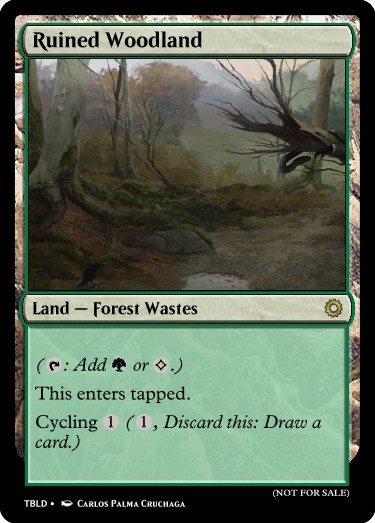 Ruined Woodland
Land — Forest Wastes
(: Add or .)
This enters tapped.
Cycling 1 (1, Discard this: Draw a
card.)
(NOT FOR SALE)
TBLD • Carlos Palma Cruchaga